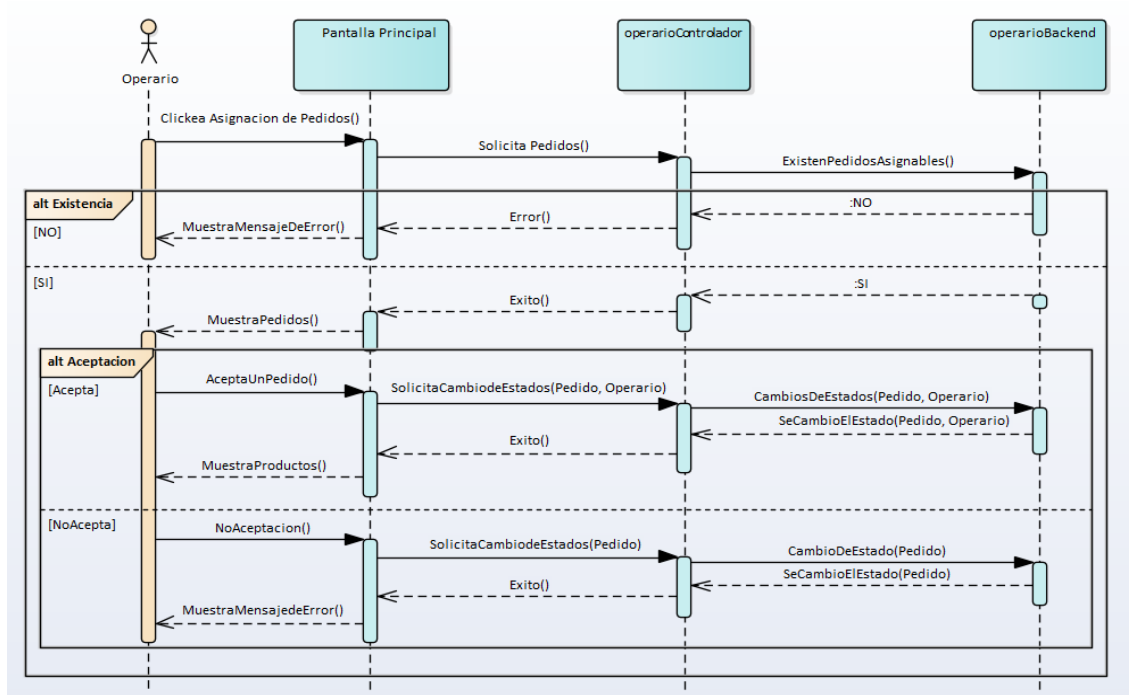 Pantalla Principal
operarioControlador
operarioBackend
Operario
Clickea Asignacion de Pedidos()
Solicita Pedidos()
ExistenPedidosAsignables()
alt Existencia
:NO
Error()
MuestraMensajeDeError()
[NO]
[SI]
:SI
Exito()
MuestraPedidos()
alt Aceptacion
[Acepta]
AceptaUnPedido()
SolicitaCambiodeEstados(Pedido, Operario)
CambiosDeEstados(Pedido, Operario)
SeCambioElEstado(Pedido, Operario)
Exito()
MuestraProductos()
[NoAcepta]
NoAceptacion()
SolicitaCambiodeEstados(Pedido)
CambioDeEstado(Pedido)
SeCambioElEstado(Pedido)
Exito()
MuestraMensajedeError()